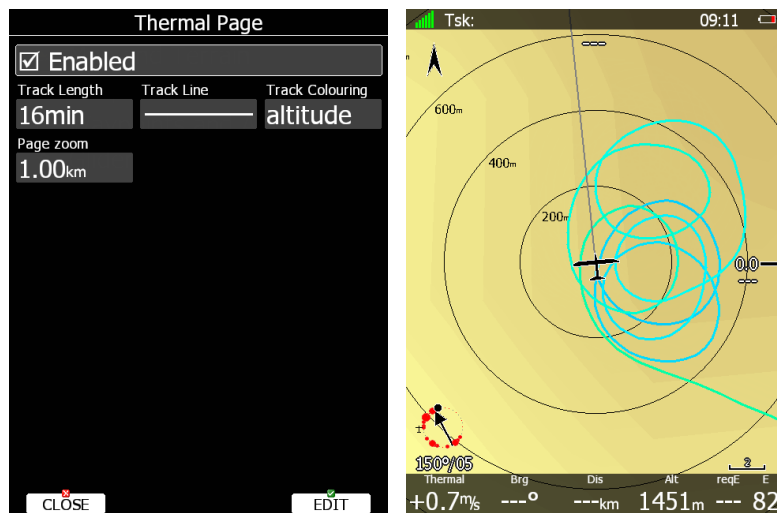 Thermal Page
Enabled
Track Length Track Line Track Colouring
16min altitude
Page zoom
1.00km
CLOSE EDIT
Tsk: 09:11
---
600m
400m
200m
0.0
---
150°/05
2
Thermal Brg Dis Alt reqE E
+0.7m/s ---° ---km 1451m --- 82